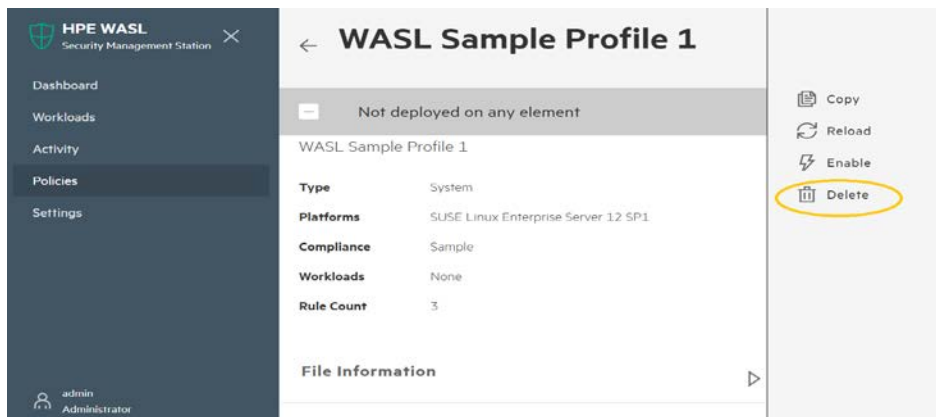 HPE WASL
Security Management Station
Dashboard
Workloads
Activity
Policies
Settings
admin
Administrator
WASL Sample Profile 1
Not deployed on any element
WASL Sample Profile 1
Type System
Platforms SUSE Linux Enterprise Server 12 SP1
Compliance Sample
Workloads None
Rule Count 3
File Information
Copy
Reload
Enable
Delete